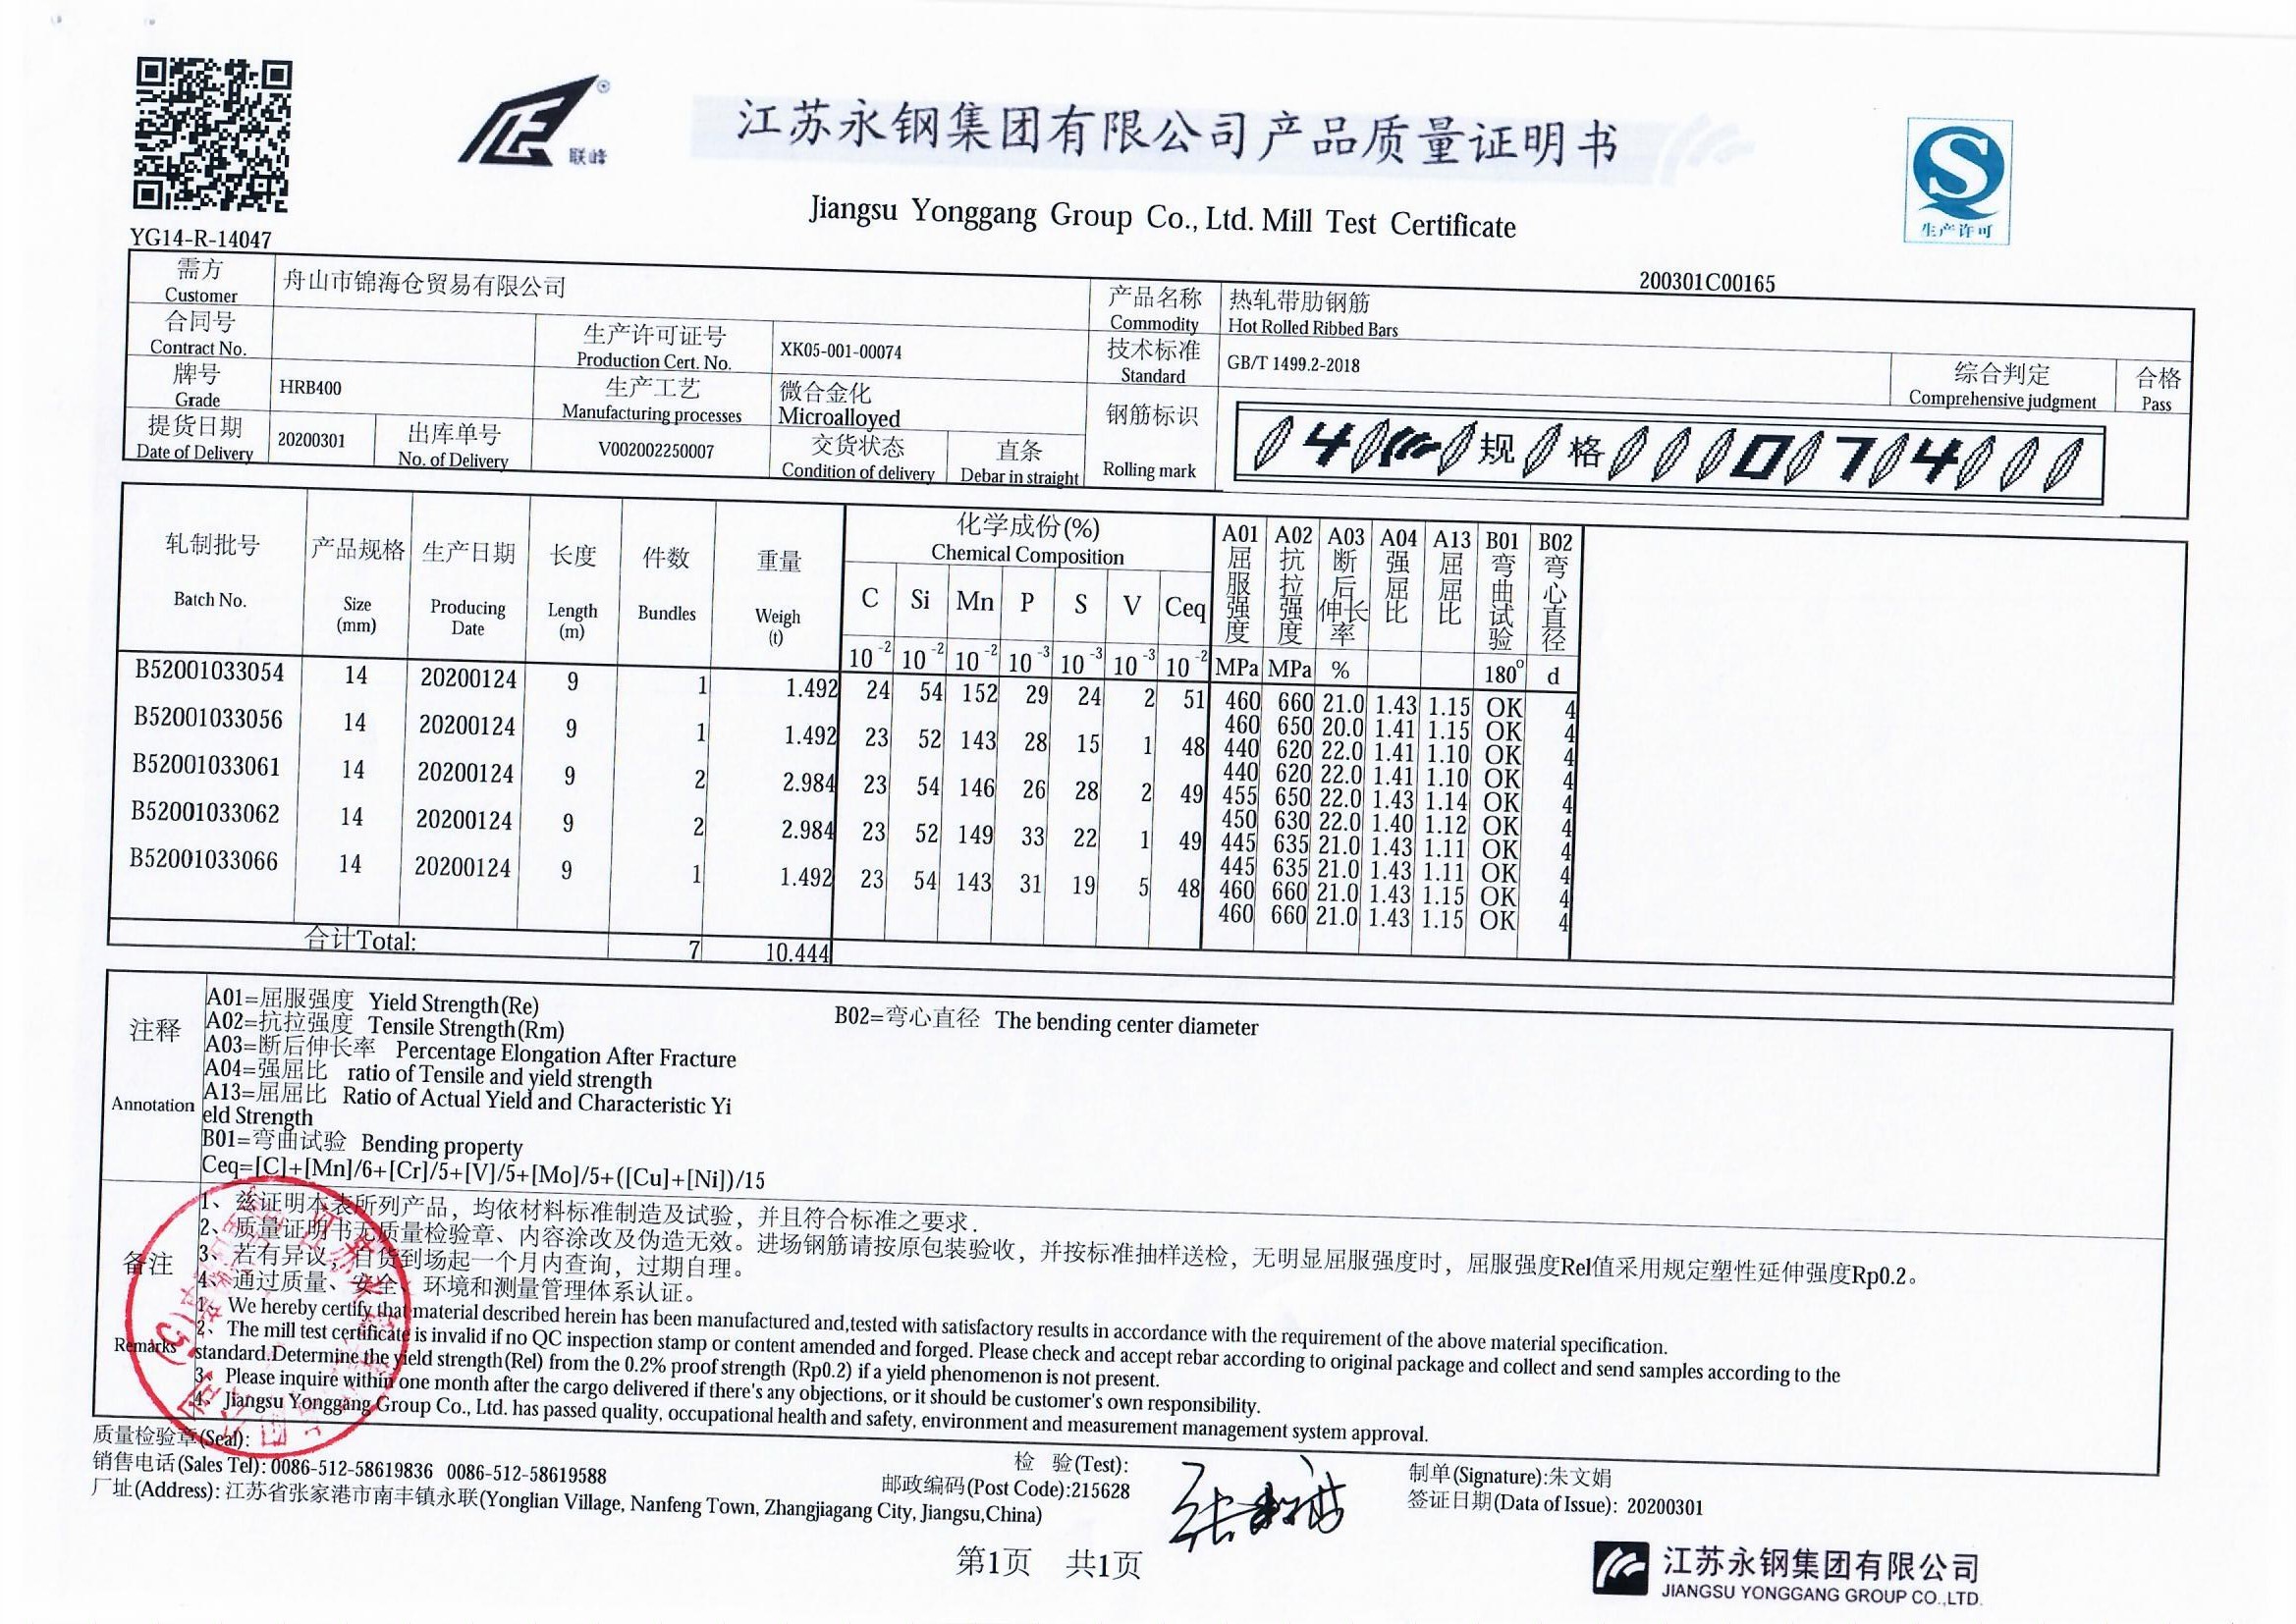 联峰
江苏永钢集团有限公司产品质量证明书
Jiangsu Yonggang Group Co., Ltd. Mill Test Certificate
生产许可
YG14-R-14047
200301C00165
需方 Customer 舟山市锦海仓贸易有限公司 产品名称 Commodity 热轧带肋钢筋 Hot Rolled Ribbed Bars
合同号 Contract No. 生产许可证号 Production Cert. No. XK05-001-00074 技术标准 Standard GB/T 1499.2-2018 综合判定 Comprehensive judgment 合格 Pass
牌号 Grade HRB400 生产工艺 Manufacturing processes 微合金化 Microalloyed 钢筋标识 Rolling mark 4 规 格 0 7 4
提货日期 Date of Delivery 20200301 出库单号 No. of Delivery V002002250007 交货状态 Condition of delivery 直条 Debar in straight
轧制批号 Batch No. 产品规格 Size (mm) 生产日期 Producing Date 长度 Length (m) 件数 Bundles 重量 Weigh (t) 化学成份(%) Chemical Composition A01 屈服强度 A02 抗拉强度 A03 断后伸长率 A04 强屈比 A13 屈屈比 B01 弯曲试验 B02 弯心直径
C Si Mn P S V Ceq
10-2 10-2 10-2 10-3 10-3 10-3 10-2 MPa MPa % 180° d
B52001033054 14 20200124 9 1 1.492 24 54 152 29 24 2 51 460 660 21.0 1.43 1.15 OK 4
460 650 20.0 1.41 1.15 OK 4
B52001033056 14 20200124 9 1 1.492 23 52 143 28 15 1 48 440 620 22.0 1.41 1.10 OK 4
440 620 22.0 1.41 1.10 OK 4
B52001033061 14 20200124 9 2 2.984 23 54 146 26 28 2 49 455 650 22.0 1.43 1.14 OK 4
450 630 22.0 1.40 1.12 OK 4
B52001033062 14 20200124 9 2 2.984 23 52 149 33 22 1 49 445 635 21.0 1.43 1.11 OK 4
445 635 21.0 1.43 1.11 OK 4
B52001033066 14 20200124 9 1 1.492 23 54 143 31 19 5 48 460 660 21.0 1.43 1.15 OK 4
460 660 21.0 1.43 1.15 OK 4
合计Total: 7 10.444
注释 Annotation
A01=屈服强度 Yield Strength(Re)
B02=弯心直径 The bending center diameter
A02=抗拉强度 Tensile Strength(Rm)
A03=断后伸长率 Percentage Elongation After Fracture
A04=强屈比 ratio of Tensile and yield strength
A13=屈屈比 Ratio of Actual Yield and Characteristic Yi
eld Strength
B01=弯曲试验 Bending property
Ceq=[C]+[Mn]/6+[Cr]/5+[V]/5+[Mo]/5+([Cu]+[Ni])/15
备注 Remarks
1、兹证明本表所列产品，均依材料标准制造及试验，并且符合标准之要求.
2、质量证明书无质量检验章、内容涂改及伪造无效。进场钢筋请按原包装验收，并按标准抽样送检，无明显屈服强度时，屈服强度Rel值采用规定塑性延伸强度Rp0.2。
3、若有异议，自货到场起一个月内查询，过期自理。
4、通过质量、安全、环境和测量管理体系认证。
1、We hereby certify that material described herein has been manufactured and,tested with satisfactory results in accordance with the requirement of the above material specification.
2、The mill test certificate is invalid if no QC inspection stamp or content amended and forged. Please check and accept rebar according to original package and collect and send samples according to the
standard.Determine the yield strength(Rel) from the 0.2% proof strength (Rp0.2) if a yield phenomenon is not present.
3、Please inquire within one month after the cargo delivered if there's any objections, or it should be customer's own responsibility.
4、Jiangsu Yonggang Group Co., Ltd. has passed quality, occupational health and safety, environment and measurement management system approval.
质量检验章(Seal):
销售电话(Sales Tel): 0086-512-58619836 0086-512-58619588
检 验(Test):
制单(Signature):朱文娟
厂址(Address): 江苏省张家港市南丰镇永联(Yonglian Village, Nanfeng Town, Zhangjiagang City, Jiangsu,China)
邮政编码(Post Code):215628
签证日期(Data of Issue): 20200301
第1页 共1页
江苏永钢集团有限公司
JIANGSU YONGGANG GROUP CO.,LTD.